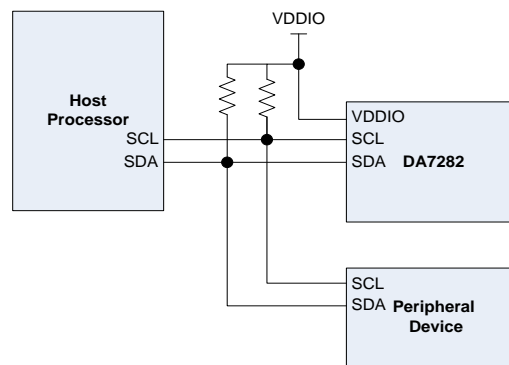 VDDIO
Host
Processor
SCL
SDA
VDDIO
SCL
SDA DA7282
SCL
SDA Peripheral
Device